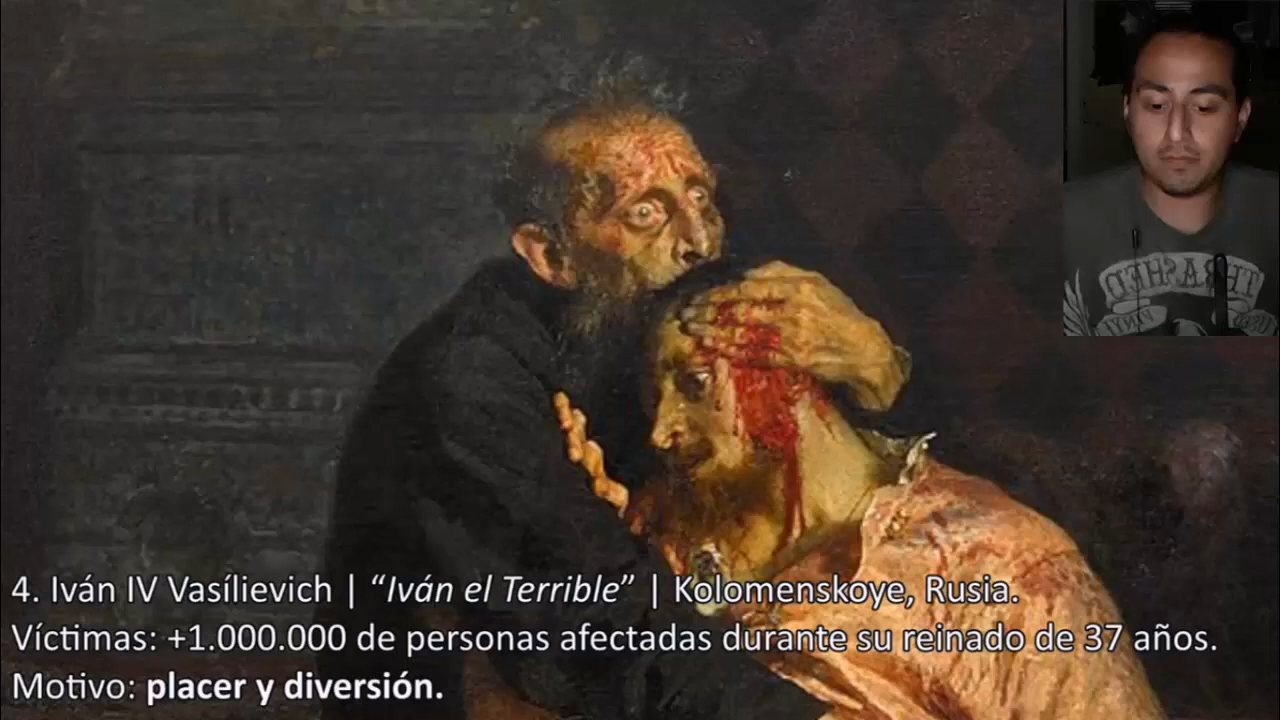 THRASHED
4. Iván IV Vasílievich | “Iván el Terrible” | Kolomenskoye, Rusia.
Víctimas: +1.000.000 de personas afectadas durante su reinado de 37 años.
Motivo: placer y diversión.